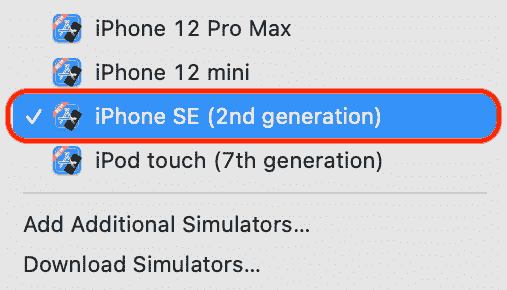 iPhone 12 Pro Max
iPhone 12 mini
iPhone SE (2nd generation)
iPod touch (7th generation)
Add Additional Simulators...
Download Simulators...